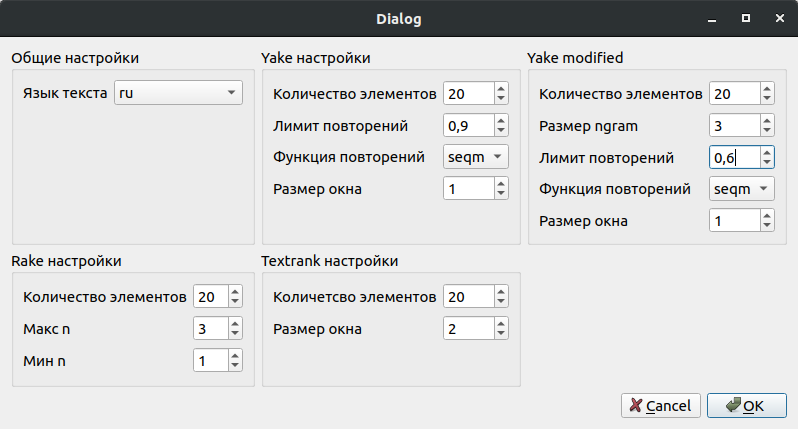 Dialog
Общие настройки
Язык текста ru
Yake настройки
Количество элементов 20
Лимит повторений 0,9
Функция повторений seqm
Размер окна 1
Yake modified
Количество элементов 20
Размер ngram 3
Лимит повторений 0,6
Функция повторений seqm
Размер окна 1
Rake настройки
Количество элементов 20
Макс n 3
Мин n 1
Textrank настройки
Количетсво элементов 20
Размер окна 2
Cancel
OK